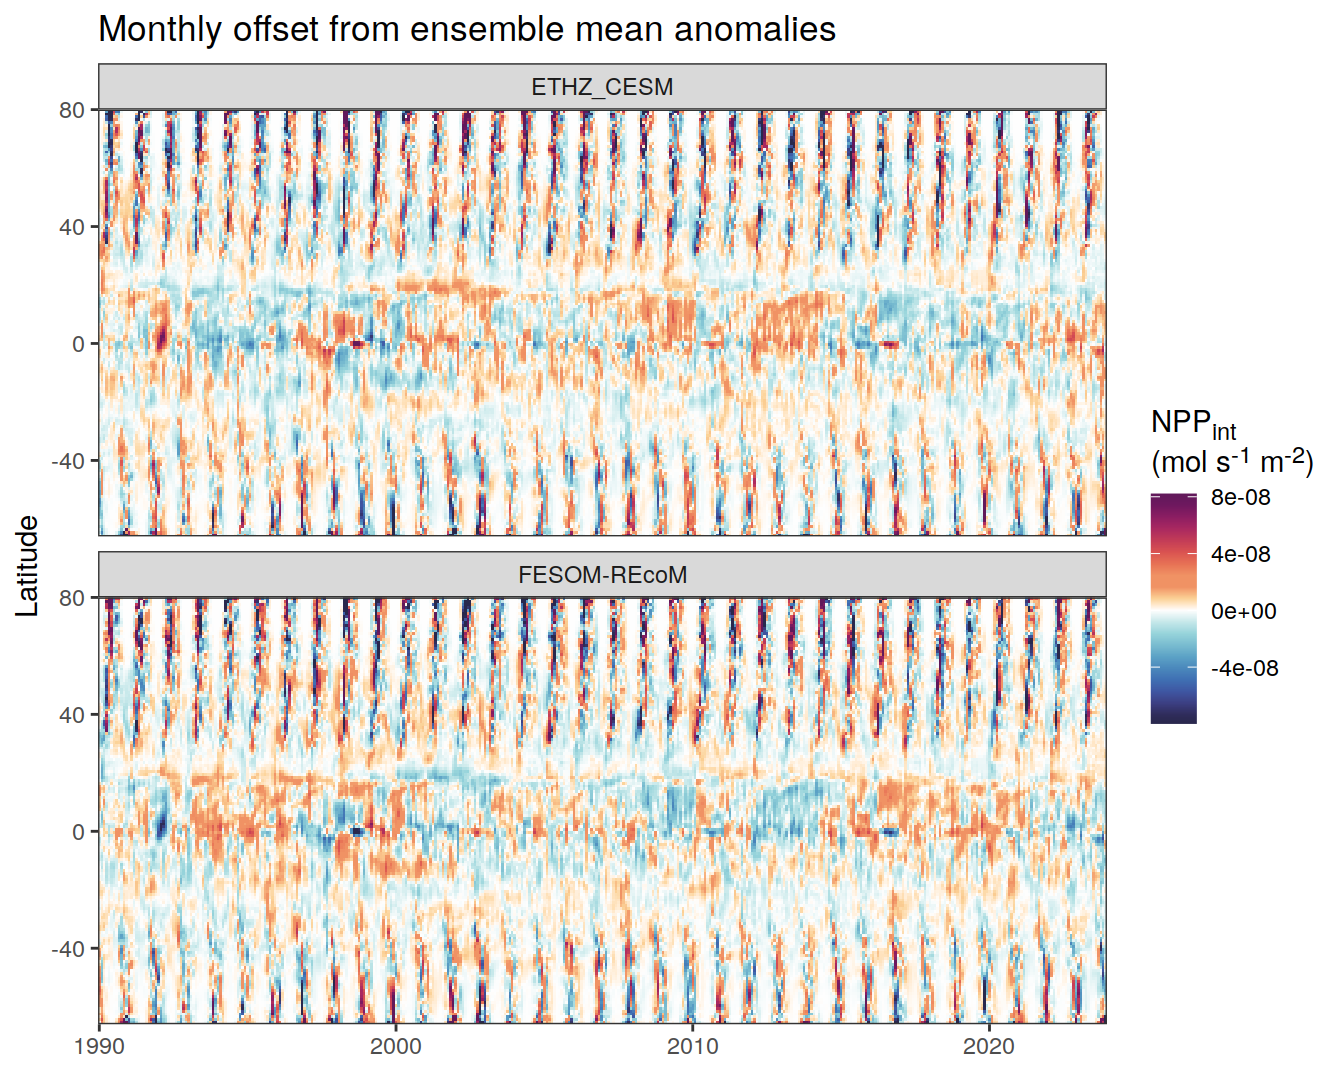 Monthly offset from ensemble mean anomalies
ETHZ_CESM
80
40
0
-40
FESOM-REcoM
80
40
0
-40
1990
2000
2010
2020
Latitude
NPPint
(mol s-1 m-2)
8e-08
4e-08
0e+00
-4e-08